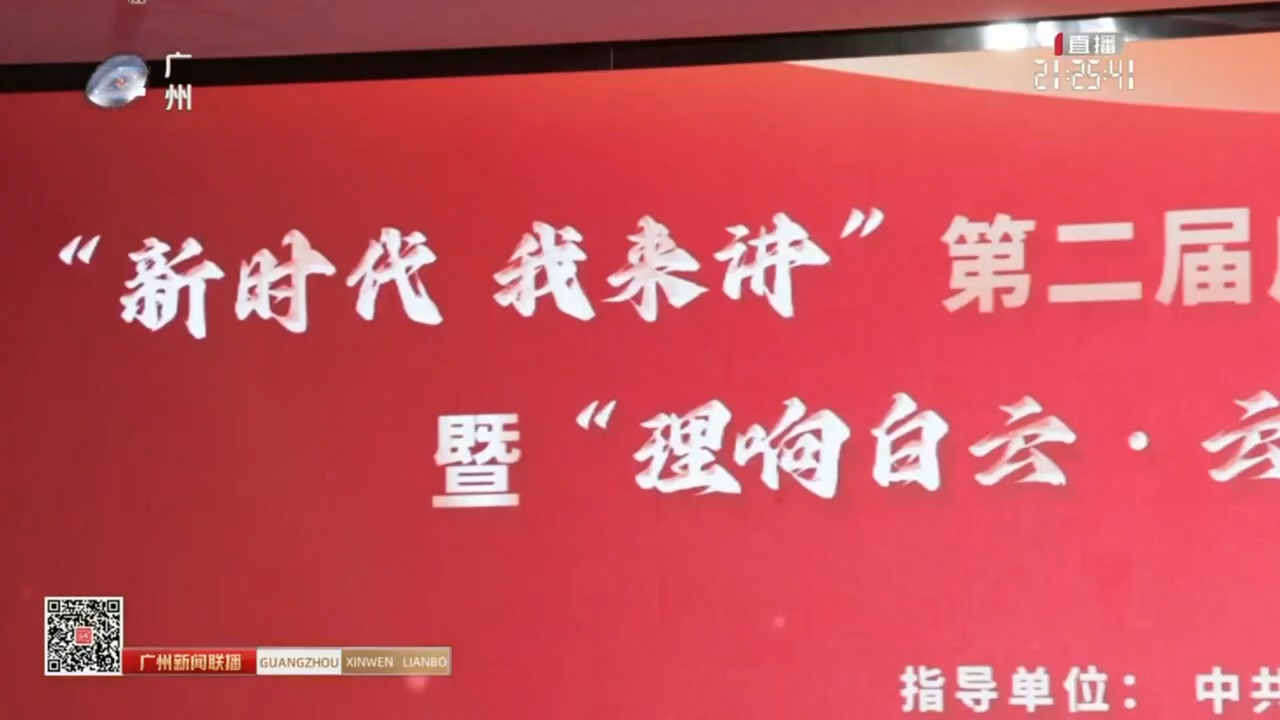 广州
直播
21:25:41
“新时代 我来讲”第二届
暨“理响白云·云
指导单位：中共
广州新闻联播 GUANGZHOU XINWEN LIANBO